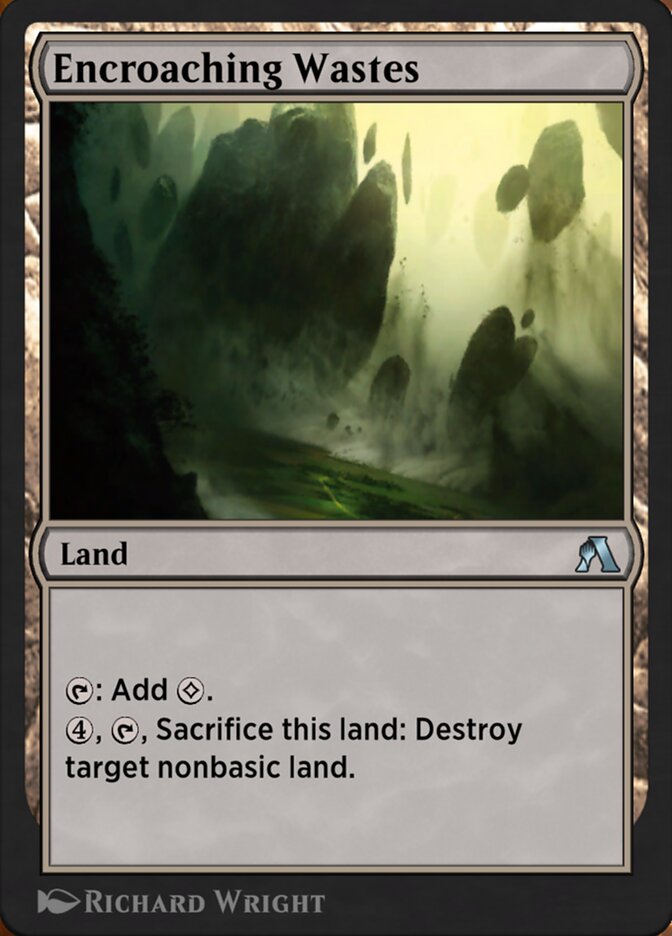 Encroaching Wastes
Land
: Add .
4, , Sacrifice this land: Destroy
target nonbasic land.
Richard Wright